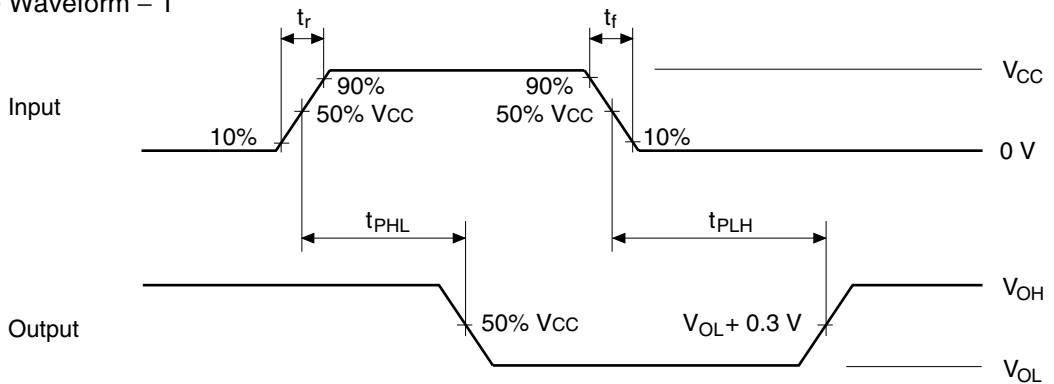 Waveform – 1
tr
tf
90%
90%
VCC
Input
50% VCC
50% VCC
10%
10%
0 V
tPHL
tPLH
VOH
Output
50% VCC
VOL + 0.3 V
VOL